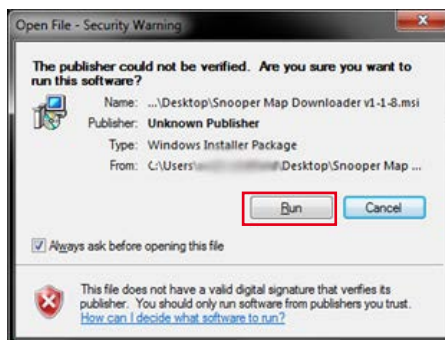 Open File - Security Warning
The publisher could not be verified. Are you sure you want to
run this software?
Name: ...\Desktop\Snooper Map Downloader v1-1-8.msi
Publisher: Unknown Publisher
Type: Windows Installer Package
From: C:\Users\ \Desktop\Snooper Map ...
Run Cancel
Always ask before opening this file
This file does not have a valid digital signature that verifies its
publisher. You should only run software from publishers you trust.
How can I decide what software to run?